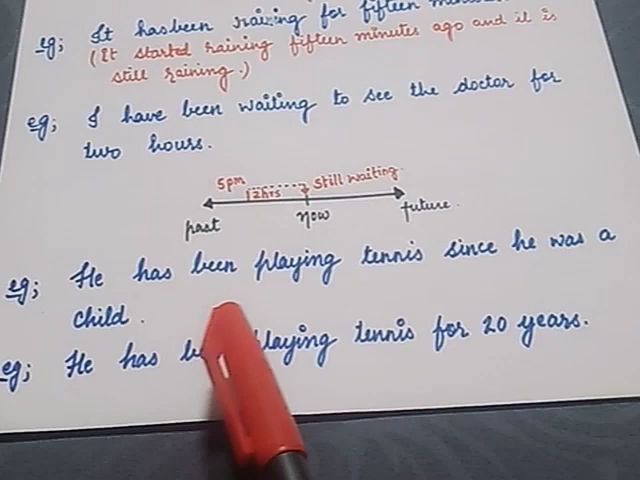 eg; It hasbeen raining for fifteen
(It started raining fifteen minutes ago and it is
still raining.)
eg; I have been waiting to see the doctor for
two hours.
5pm 2hrs still waiting
past now future.
eg; He has been playing tennis since he was a
child.
eg; He has playing tennis for 20 years.